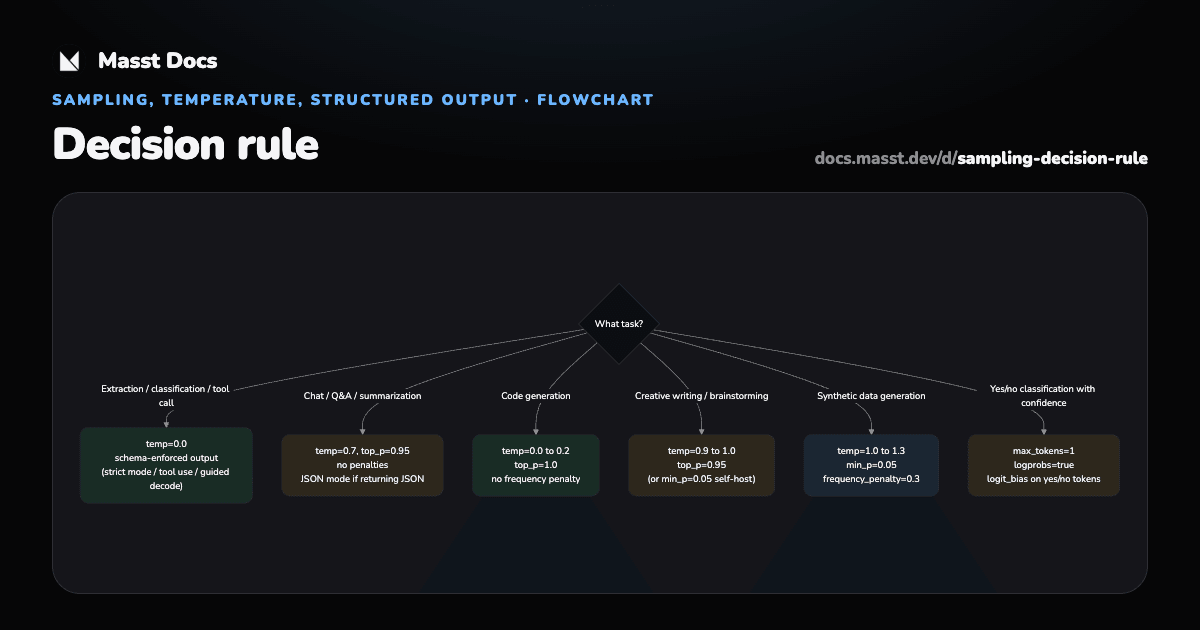 Masst Docs
SAMPLING, TEMPERATURE, STRUCTURED OUTPUT · FLOWCHART
Decision rule
docs.masst.dev/d/sampling-decision-rule
What task?
Extraction / classification / tool
call
Chat / Q&A / summarization
Code generation
Creative writing / brainstorming
Synthetic data generation
Yes/no classification with
confidence
temp=0.0
schema-enforced output
(strict mode / tool use / guided
decode)
temp=0.7, top_p=0.95
no penalties
JSON mode if returning JSON
temp=0.0 to 0.2
top_p=1.0
no frequency penalty
temp=0.9 to 1.0
top_p=0.95
(or min_p=0.05 self-host)
temp=1.0 to 1.3
min_p=0.05
frequency_penalty=0.3
max_tokens=1
logprobs=true
logit_bias on yes/no tokens